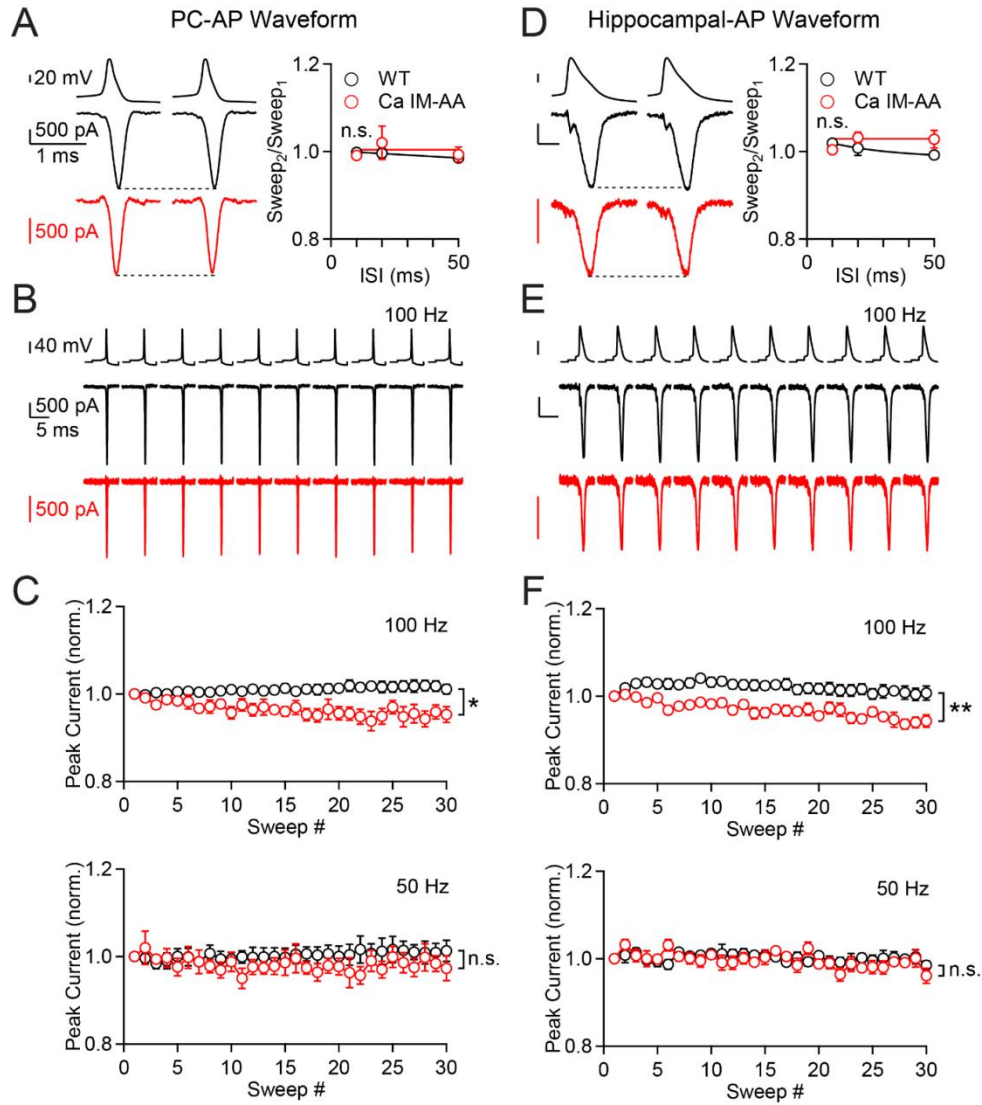 A
PC-AP Waveform
20 mV
500 pA
1 ms
500 pA
Sweep2/Sweep1
1.2
1.0
0.8
WT
Ca IM-AA
n.s.
10
50
ISI (ms)
D
Hippocampal-AP Waveform
Sweep2/Sweep1
1.2
1.0
0.8
WT
Ca IM-AA
n.s.
10
50
ISI (ms)
B
100 Hz
40 mV
500 pA
5 ms
500 pA
E
100 Hz
C
Peak Current (norm.)
1.2
1.0
0.8
100 Hz
*
0 5 10 15 20 25 30
Sweep #
Peak Current (norm.)
1.2
1.0
0.8
50 Hz
n.s.
0 5 10 15 20 25 30
Sweep #
F
Peak Current (norm.)
1.2
1.0
0.8
100 Hz
**
0 5 10 15 20 25 30
Sweep #
Peak Current (norm.)
1.2
1.0
0.8
50 Hz
n.s.
0 5 10 15 20 25 30
Sweep #